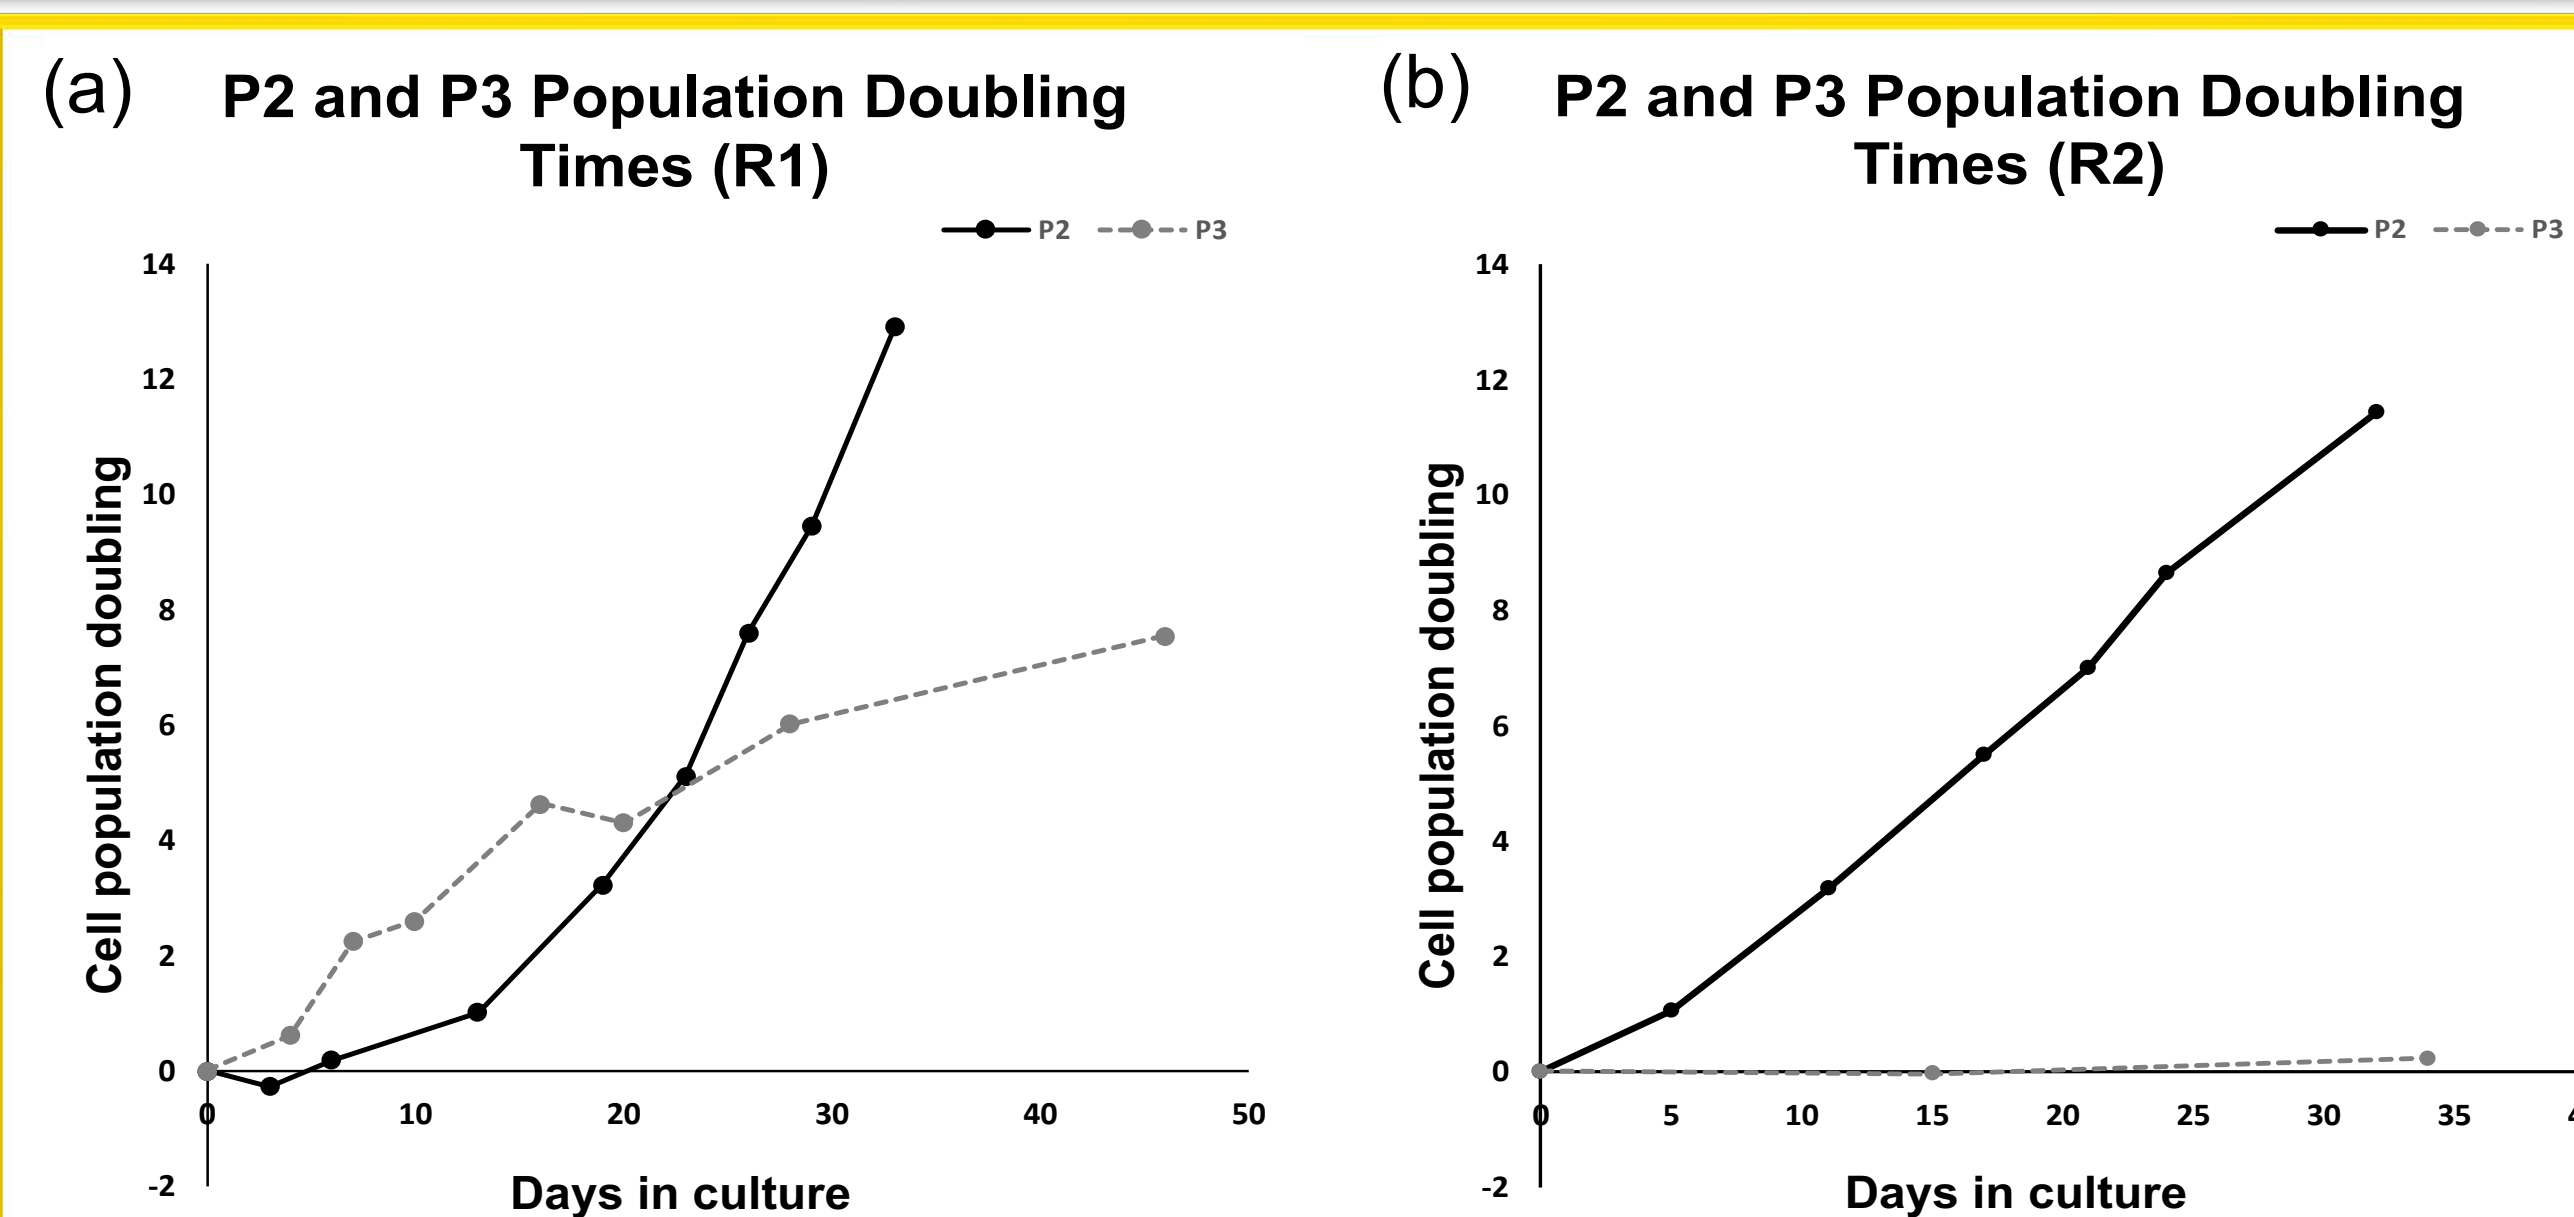 (a)
P2 and P3 Population Doubling
Times (R1)
P2
P3
14
12
10
8
6
4
2
0
-2
0
10
20
30
40
50
Cell population doubling
Days in culture
(b)
P2 and P3 Population Doubling
Times (R2)
P2
P3
14
12
10
8
6
4
2
0
-2
0
5
10
15
20
25
30
35
Cell population doubling
Days in culture